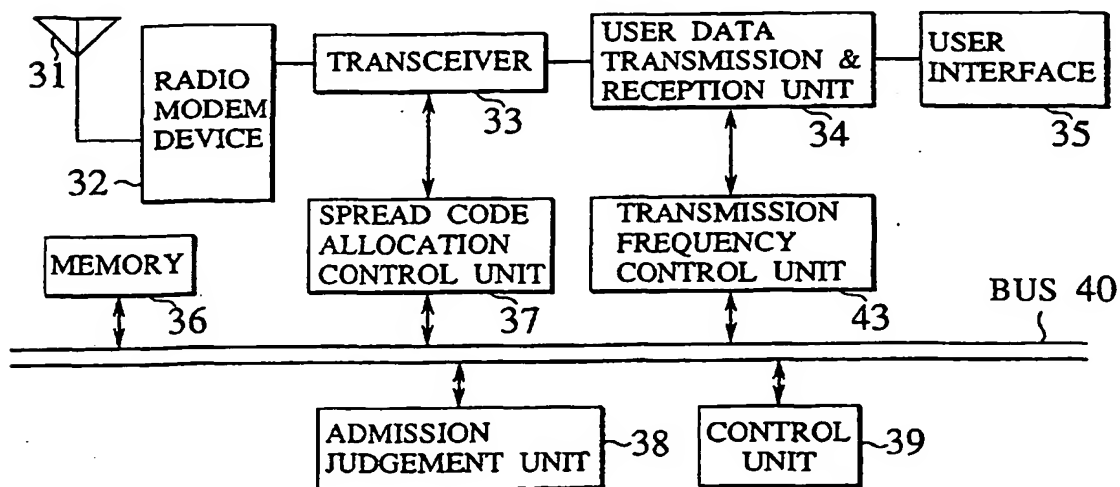 31
RADIO
MODEM
DEVICE
32
TRANSCEIVER
33
USER DATA
TRANSMISSION &
RECEPTION UNIT
34
USER
INTERFACE
35
MEMORY
36
SPREAD CODE
ALLOCATION
CONTROL UNIT
37
TRANSMISSION
FREQUENCY
CONTROL UNIT
43
BUS 40
ADMISSION
JUDGEMENT UNIT
38
CONTROL
UNIT
39